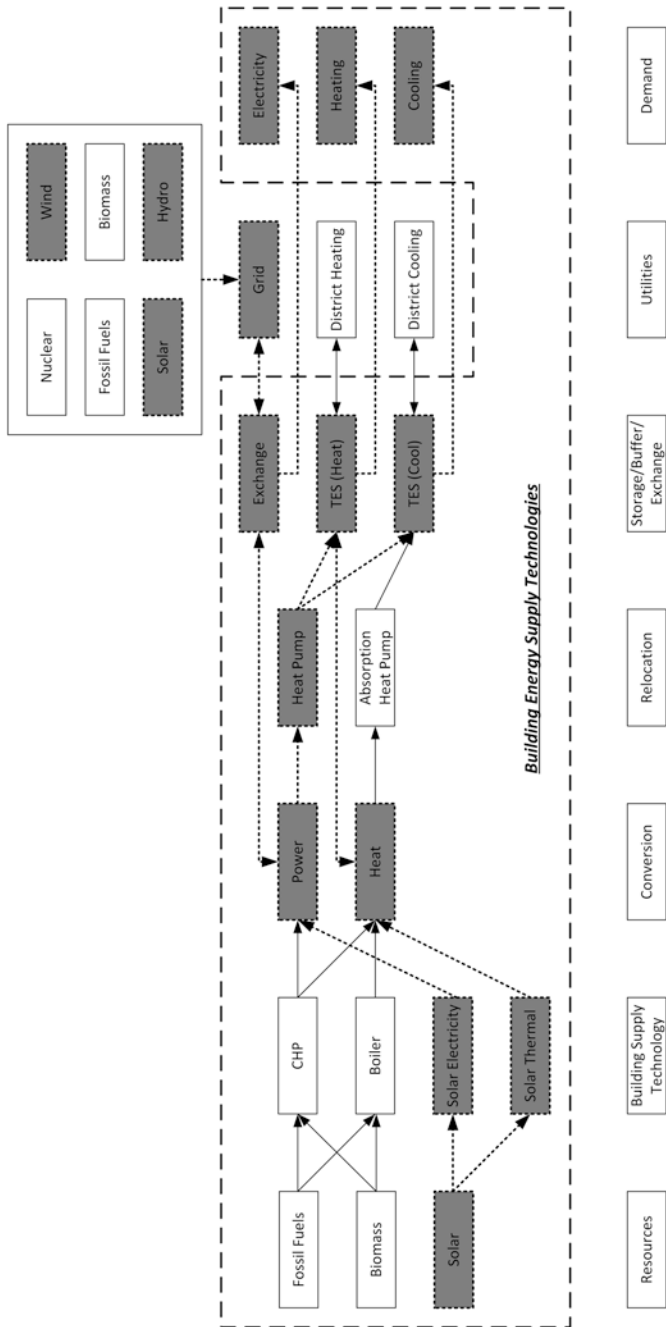 Nuclear
Wind
Fossil Fuels
Biomass
Solar
Hydro
Fossil Fuels
Biomass
Solar
CHP
Boiler
Solar Electricity
Solar Thermal
Power
Heat
Heat Pump
Absorption
Heat Pump
Exchange
TES (Heat)
TES (Cool)
Grid
District Heating
District Cooling
Electricity
Heating
Cooling
Building Energy Supply Technologies
Resources
Building Supply
Technology
Conversion
Relocation
Storage/Buffer/
Exchange
Utilities
Demand